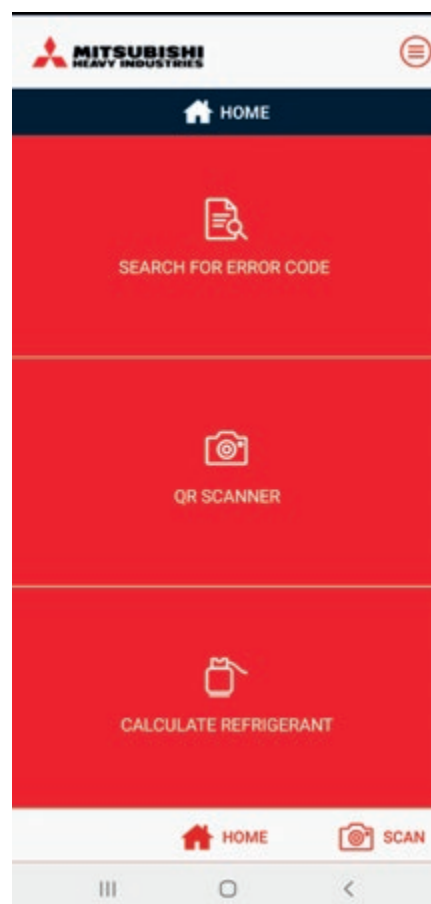 MITSUBISHI
HEAVY INDUSTRIES
HOME
SEARCH FOR ERROR CODE
QR SCANNER
CALCULATE REFRIGERANT
HOME
SCAN